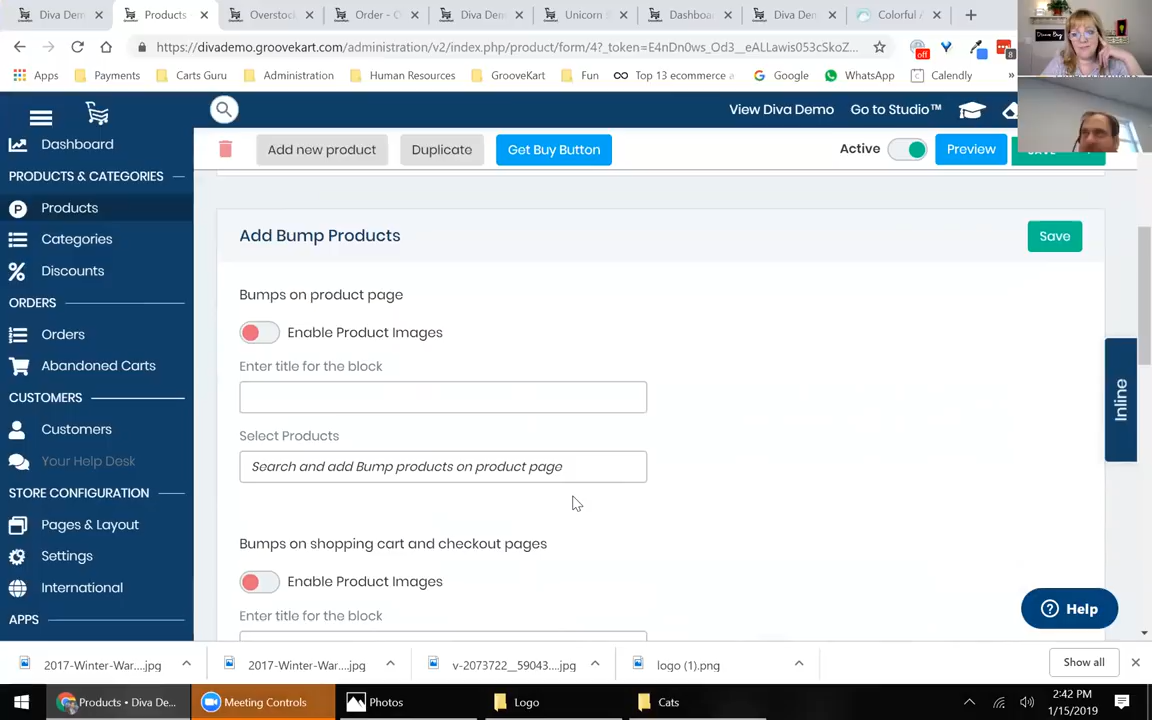 Diva Dem
Products
Overstock
Order - C
Diva Dem
Unicorn
Dashboa
Diva Dem
Colorful
https://divademo.groovekart.com/administration/v2/index.php/product/form/4?_token=E4nDn0ws_Od3__eALLawis053cSkoZ...
off
8
Apps
Payments
Carts Guru
Administration
Human Resources
GrooveKart
Fun
Top 13 ecommerce
Google
WhatsApp
Calendly
»
View Diva Demo
Go to Studio™
Dashboard
PRODUCTS & CATEGORIES
Products
Categories
Discounts
ORDERS
Orders
Abandoned Carts
CUSTOMERS
Customers
Your Help Desk
STORE CONFIGURATION
Pages & Layout
Settings
International
APPS
Add new product
Duplicate
Get Buy Button
Active
Preview
SAVE
Add Bump Products
Save
Bumps on product page
Enable Product Images
Enter title for the block
Select Products
Search and add Bump products on product page
Bumps on shopping cart and checkout pages
Enable Product Images
Enter title for the block
Inline
Help
2017-Winter-War....jpg
2017-Winter-War....jpg
v-2073722__59043....jpg
logo (1).png
Show all
Products • Diva De...
Meeting Controls
Photos
Logo
Cats
2:42 PM
1/15/2019